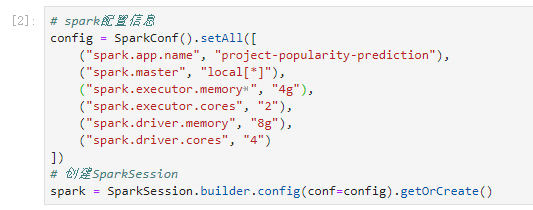 [2]:
# spark配置信息
config = SparkConf().setAll([
("spark.app.name", "project-popularity-prediction"),
("spark.master", "local[*]"),
("spark.executor.memory*", "4g"),
("spark.executor.cores", "2"),
("spark.driver.memory", "8g"),
("spark.driver.cores", "4")
])
# 创建SparkSession
spark = SparkSession.builder.config(conf=config).getOrCreate()